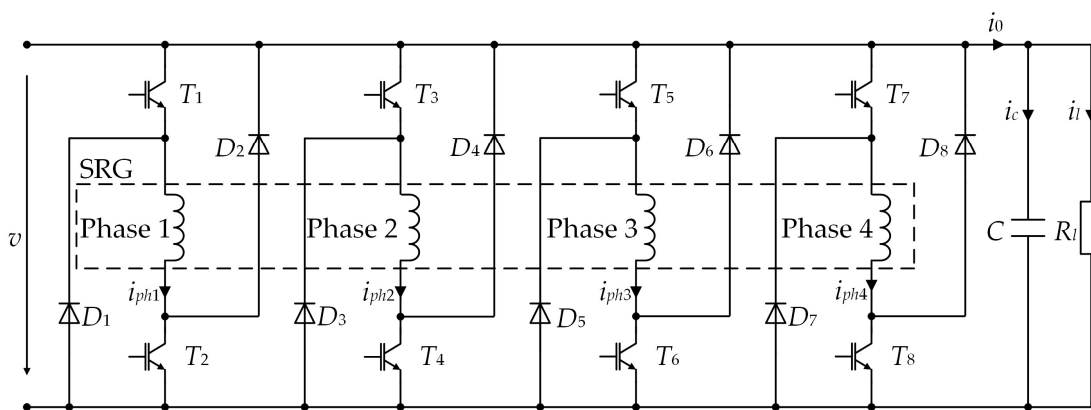 i0
T1 T3 T5 T7
ic il
D2 D4 D6 D8
SRG
Phase 1 Phase 2 Phase 3 Phase 4
v C Rl
iph1 iph2 iph3 iph4
D1 D3 D5 D7
T2 T4 T6 T8